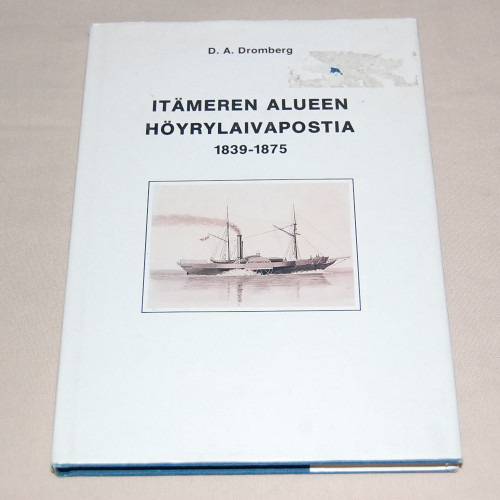 D. A. Dromberg
ITÄMEREN ALUEEN
HÖYRYLAIVAPOSTIA
1839-1875